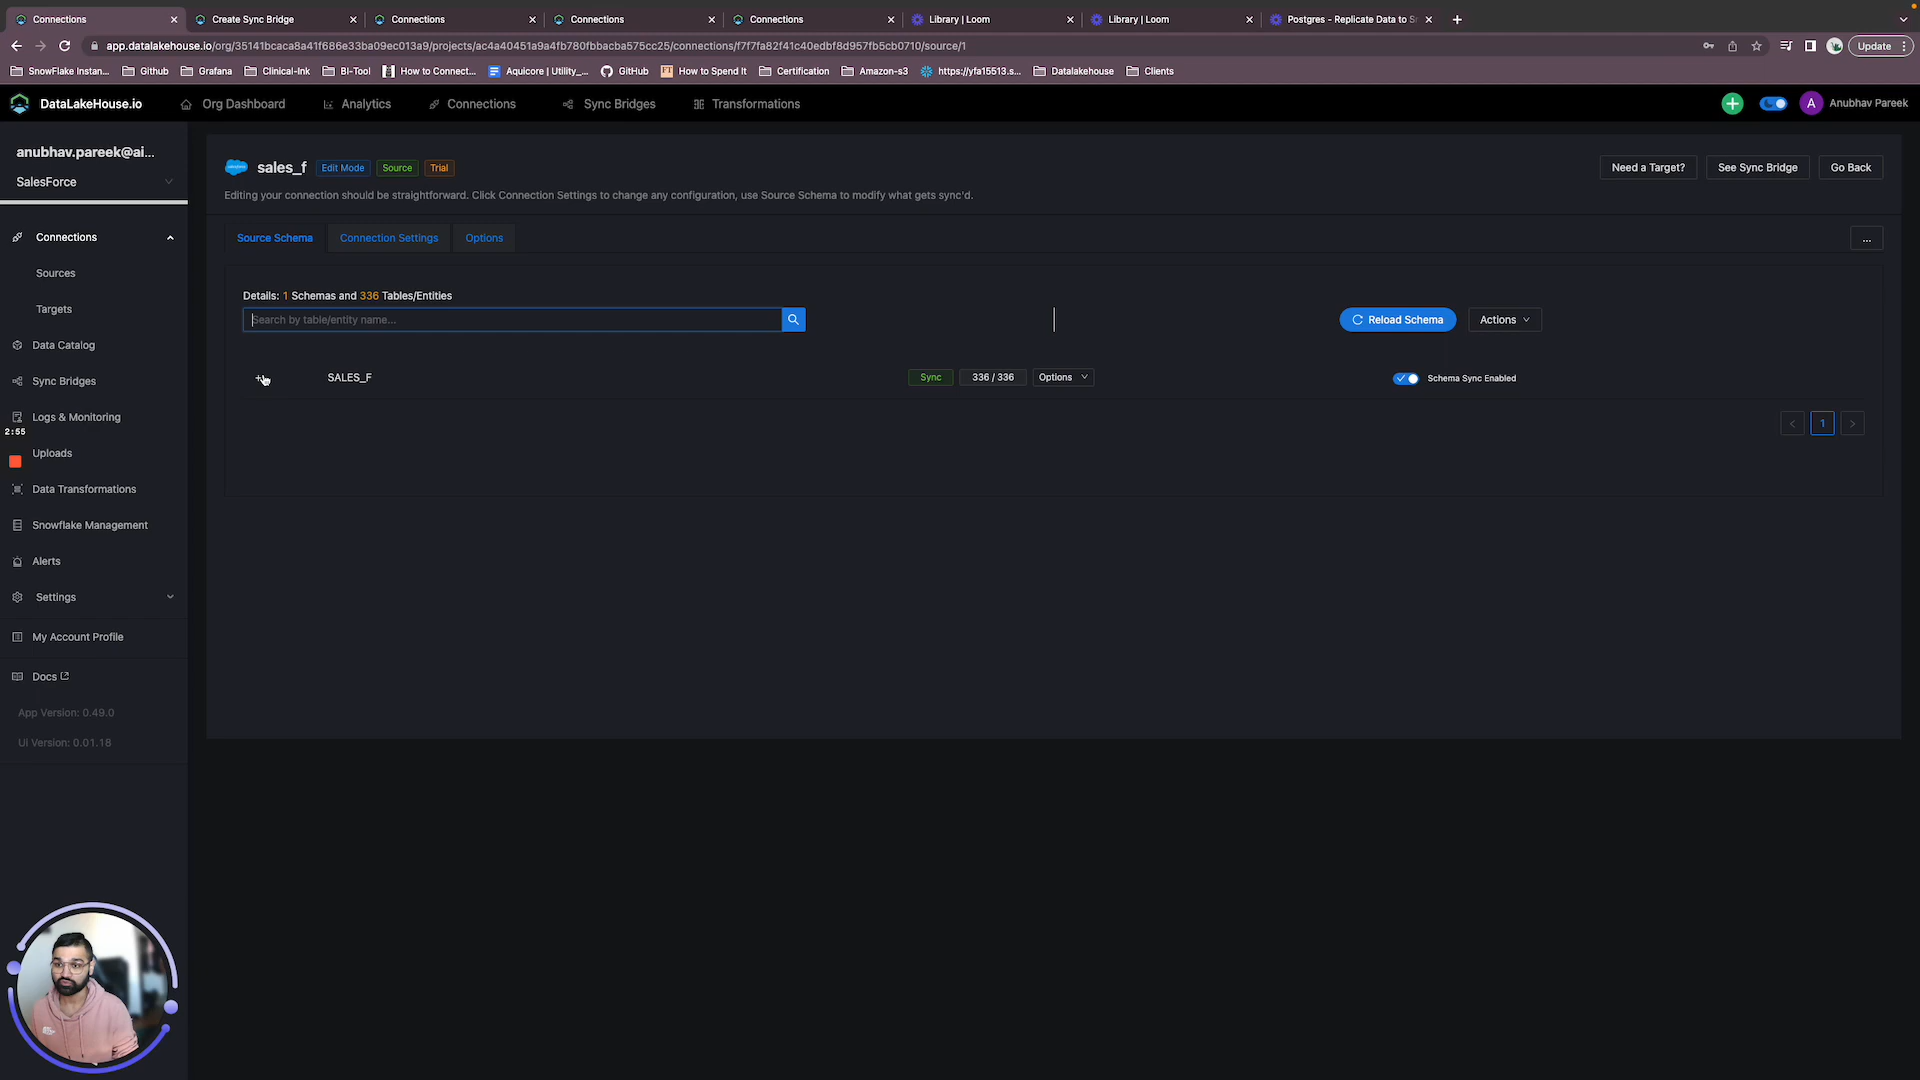 Connections
Create Sync Bridge
Connections
Connections
Connections
Library | Loom
Library | Loom
Postgres - Replicate Data to Sn
app.datalakehouse.io/org/35141bcaca8a41f686e33ba09ec013a9/projects/ac4a40451a9a4fb780fbbacba575cc25/connections/f7f7fa82f41c40edbf8d957fb5cb0710/source/1
Update
SnowFlake Instan...
Github
Grafana
Clinical-Ink
BI-Tool
How to Connect...
Aquicore | Utility_...
GitHub
How to Spend It
Certification
Amazon-s3
https://yfa15513.s...
Datalakehouse
Clients
DataLakeHouse.io
Org Dashboard
Analytics
Connections
Sync Bridges
Transformations
A
Anubhav Pareek
anubhav.pareek@ai...
SalesForce
Connections
Sources
Targets
Data Catalog
Sync Bridges
Logs & Monitoring
2:55
Uploads
Data Transformations
Snowflake Management
Alerts
Settings
My Account Profile
Docs
App Version: 0.49.0
UI Version: 0.01.18
sales_f
Edit Mode
Source
Trial
Need a Target?
See Sync Bridge
Go Back
Editing your connection should be straightforward. Click Connection Settings to change any configuration, use Source Schema to modify what gets sync'd.
Source Schema
Connection Settings
Options
...
Details: 1 Schemas and 336 Tables/Entities
Search by table/entity name...
Reload Schema
Actions
SALES_F
Sync
336 / 336
Options
Schema Sync Enabled
1